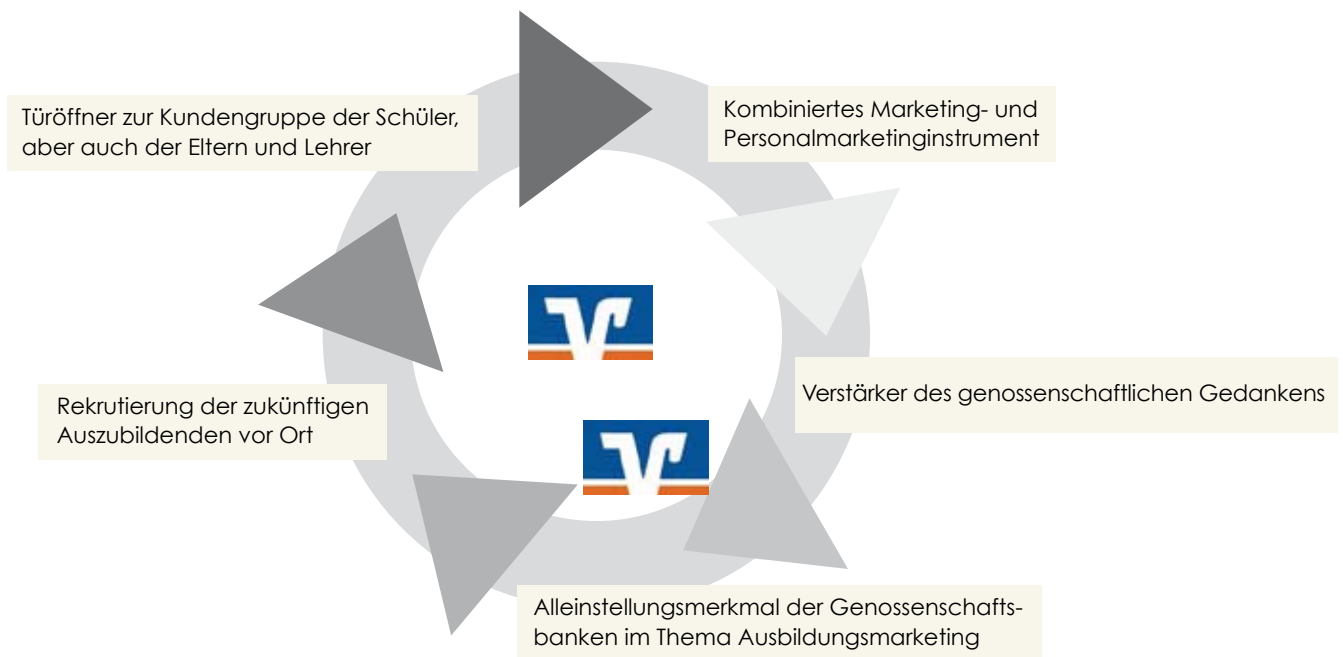 Türöffner zur Kundengruppe der Schüler,
aber auch der Eltern und Lehrer
Kombiniertes Marketing- und
Personalmarketinginstrument
Verstärker des genossenschaftlichen Gedankens
Rekrutierung der zukünftigen
Auszubildenden vor Ort
Alleinstellungsmerkmal der Genossenschafts-
banken im Thema Ausbildungsmarketing